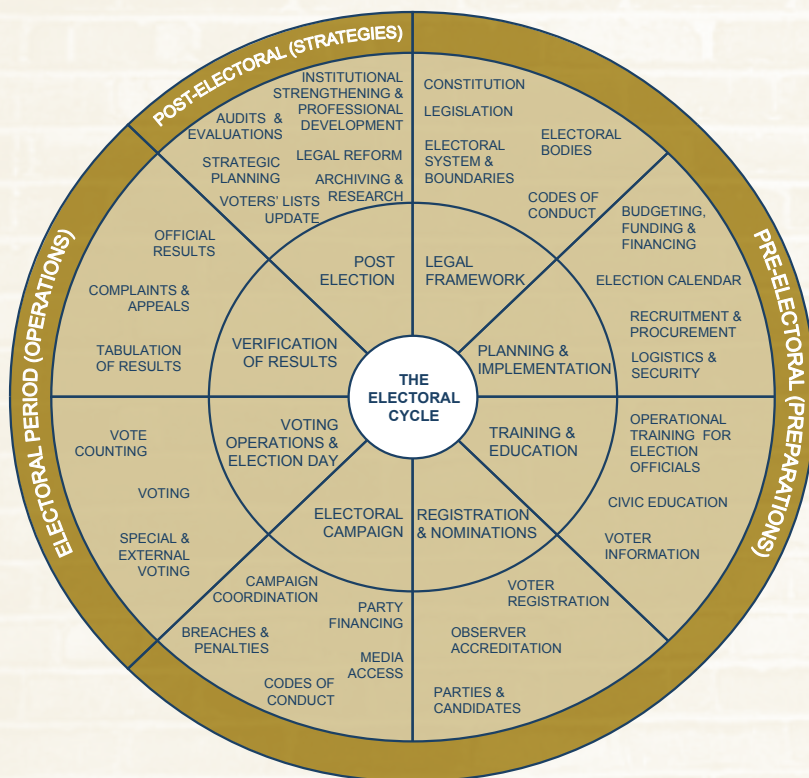 POST-ELECTORAL (STRATEGIES)
INSTITUTIONAL
STRENGTHENING &
PROFESSIONAL
DEVELOPMENT
AUDITS &
EVALUATIONS
LEGAL REFORM
STRATEGIC
PLANNING
ARCHIVING &
RESEARCH
VOTERS' LISTS
UPDATE
POST
ELECTION
CONSTITUTION
LEGISLATION
ELECTORAL
BODIES
ELECTORAL
SYSTEM &
BOUNDARIES
CODES OF
CONDUCT
LEGAL
FRAMEWORK
PRE-ELECTORAL (PREPARATIONS)
BUDGETING,
FUNDING &
FINANCING
ELECTION CALENDAR
RECRUITMENT &
PROCUREMENT
LOGISTICS &
SECURITY
PLANNING &
IMPLEMENTATION
OPERATIONAL
TRAINING FOR
ELECTION
OFFICIALS
CIVIC EDUCATION
VOTER
INFORMATION
TRAINING &
EDUCATION
REGISTRATION
& NOMINATIONS
VOTER
REGISTRATION
OBSERVER
ACCREDITATION
PARTIES &
CANDIDATES
ELECTORAL
CAMPAIGN
CAMPAIGN
COORDINATION
PARTY
FINANCING
BREACHES &
PENALTIES
MEDIA
ACCESS
CODES OF
CONDUCT
ELECTORAL PERIOD (OPERATIONS)
VOTING
OPERATIONS &
ELECTION DAY
VOTE
COUNTING
VOTING
SPECIAL &
EXTERNAL
VOTING
VERIFICATION
OF RESULTS
OFFICIAL
RESULTS
COMPLAINTS &
APPEALS
TABULATION
OF RESULTS
THE
ELECTORAL
CYCLE